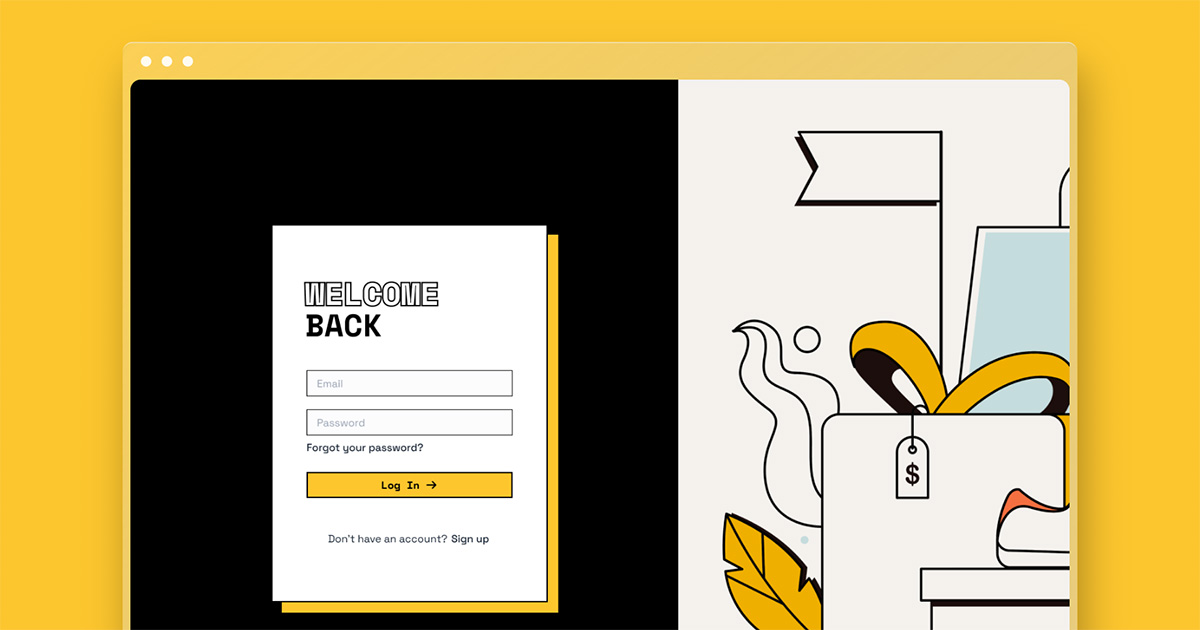 WELCOME
BACK
Email
Password
Forgot your password?
Log In →
Don't have an account? Sign up
$